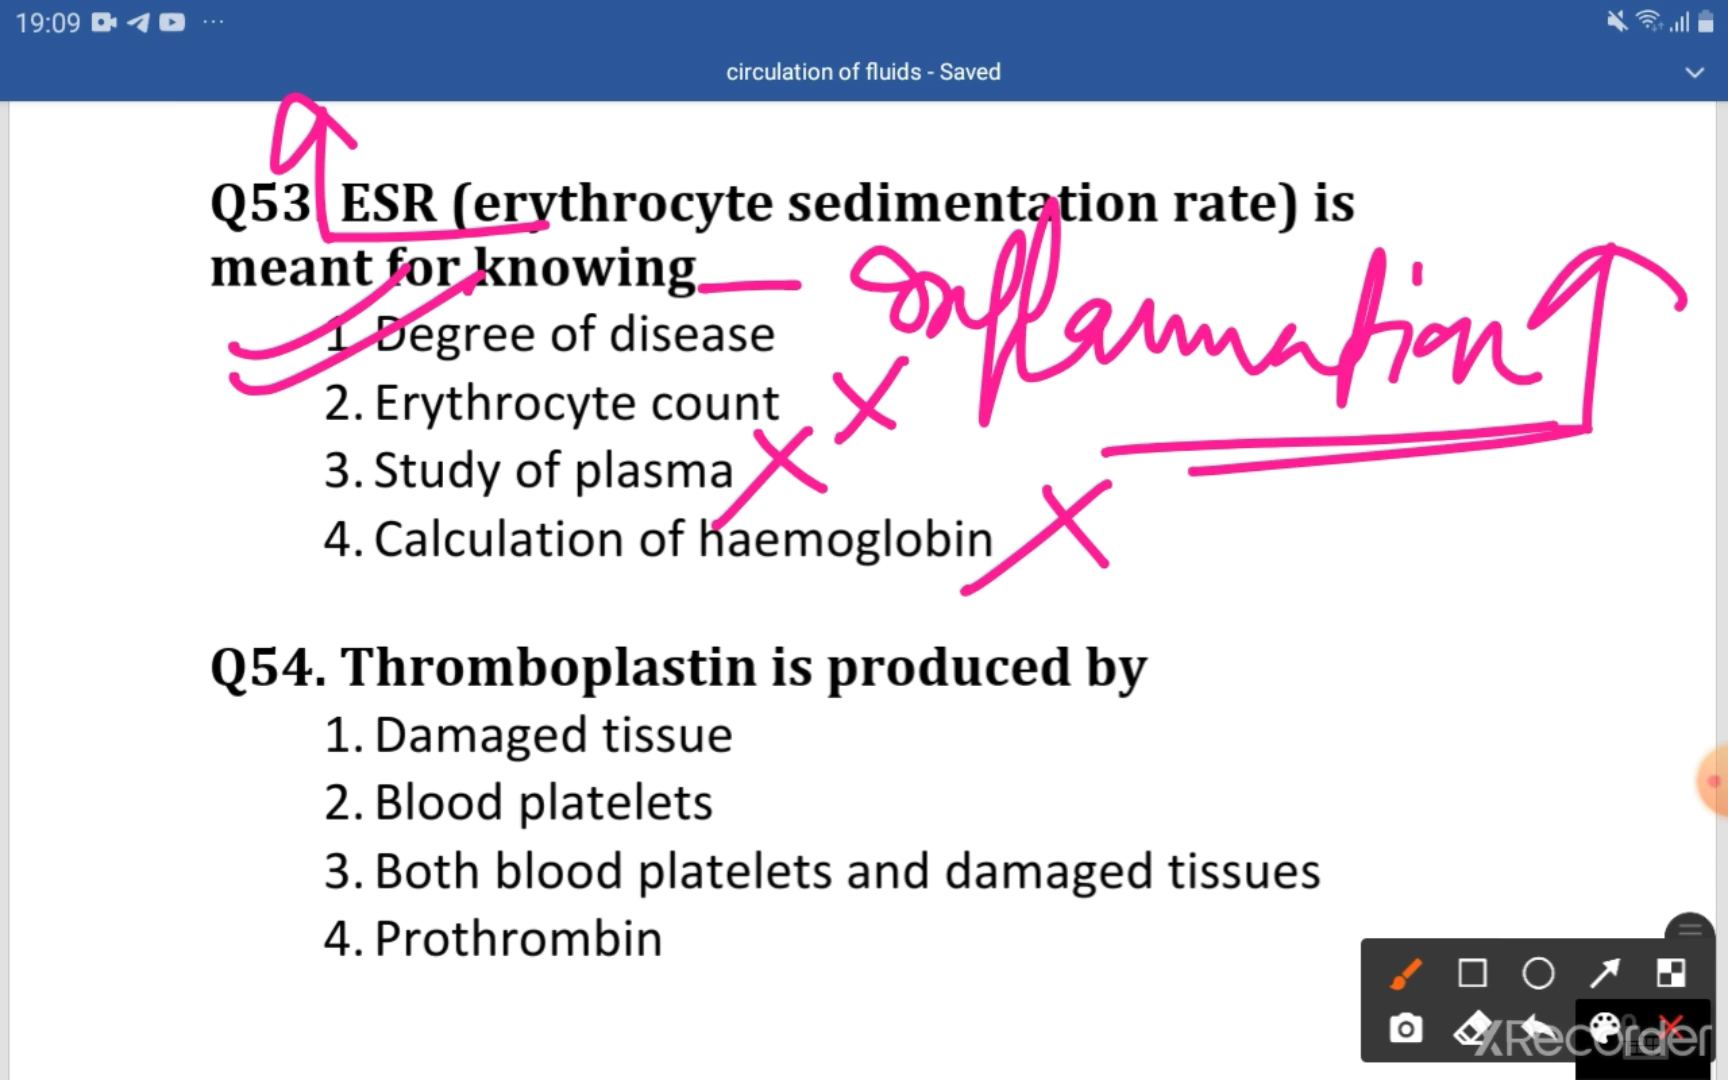 19:09
circulation of fluids - Saved
Q53. ESR (erythrocyte sedimentation rate) is
meant for knowing
inflammation
1. Degree of disease
2. Erythrocyte count
3. Study of plasma
4. Calculation of haemoglobin
Q54. Thromboplastin is produced by
1. Damaged tissue
2. Blood platelets
3. Both blood platelets and damaged tissues
4. Prothrombin
XRecorder